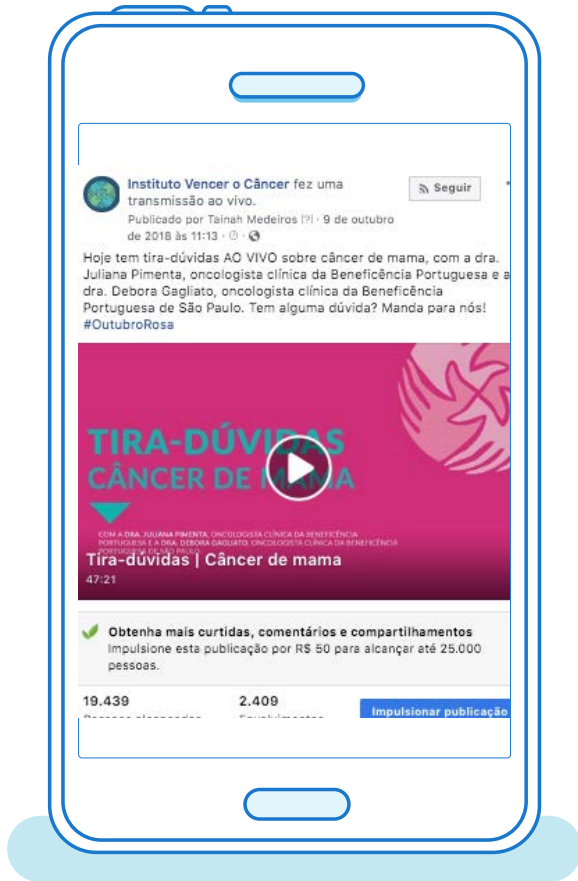 Instituto Vencer o Câncer fez uma
transmissão ao vivo.
Seguir
Publicado por Tainah Medeiros [?] · 9 de outubro
de 2018 às 11:13 ·
Hoje tem tira-dúvidas AO VIVO sobre câncer de mama, com a dra.
Juliana Pimenta, oncologista clínica da Beneficência Portuguesa e a
dra. Debora Gagliato, oncologista clínica da Beneficência
Portuguesa de São Paulo. Tem alguma dúvida? Manda para nós!
#OutubroRosa
TIRA-DÚVIDAS
CÂNCER DE MAMA
COM A DRA. JULIANA PIMENTA, ONCOLOGISTA CLÍNICA DA BENEFICÊNCIA
PORTUGUESA E A DRA. DEBORA GAGLIATO, ONCOLOGISTA CLÍNICA DA BENEFICÊNCIA
PORTUGUESA DE SÃO PAULO
Tira-dúvidas | Câncer de mama
47:21
Obtenha mais curtidas, comentários e compartilhamentos
Impulsione esta publicação por R$ 50 para alcançar até 25.000
pessoas.
19.439
2.409
Impulsionar publicação